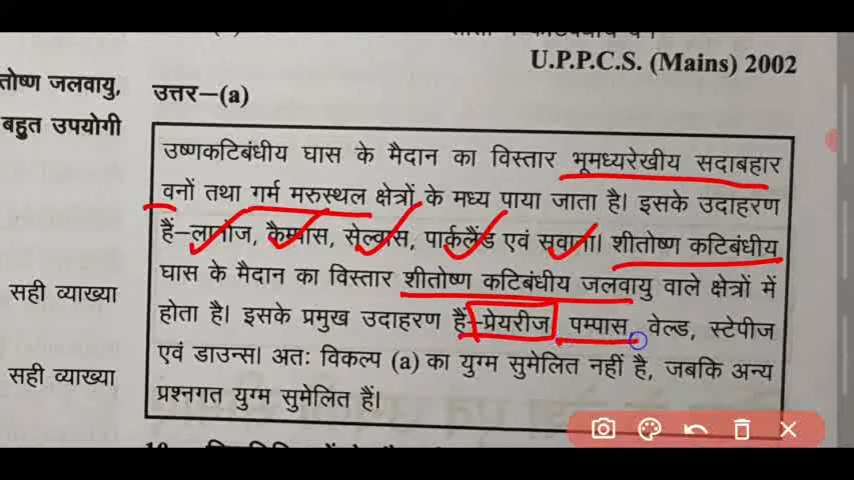 U.P.P.C.S. (Mains) 2002
तोष्ण जलवायु,
उत्तर–(a)
बहुत उपयोगी
उष्णकटिबंधीय घास के मैदान का विस्तार भूमध्यरेखीय सदाबहार
वनों तथा गर्म मरुस्थल क्षेत्रों के मध्य पाया जाता है। इसके उदाहरण
हैं–लानोज, कैम्पास, सेल्वास, पार्कलैंड एवं सवाना। शीतोष्ण कटिबंधीय
घास के मैदान का विस्तार शीतोष्ण कटिबंधीय जलवायु वाले क्षेत्रों में
सही व्याख्या
होता है। इसके प्रमुख उदाहरण हैं–प्रेयरीज, पम्पास, वेल्ड, स्टेपीज
एवं डाउन्स। अतः विकल्प (a) का युग्म सुमेलित नहीं है, जबकि अन्य
सही व्याख्या
प्रश्नगत युग्म सुमेलित हैं।